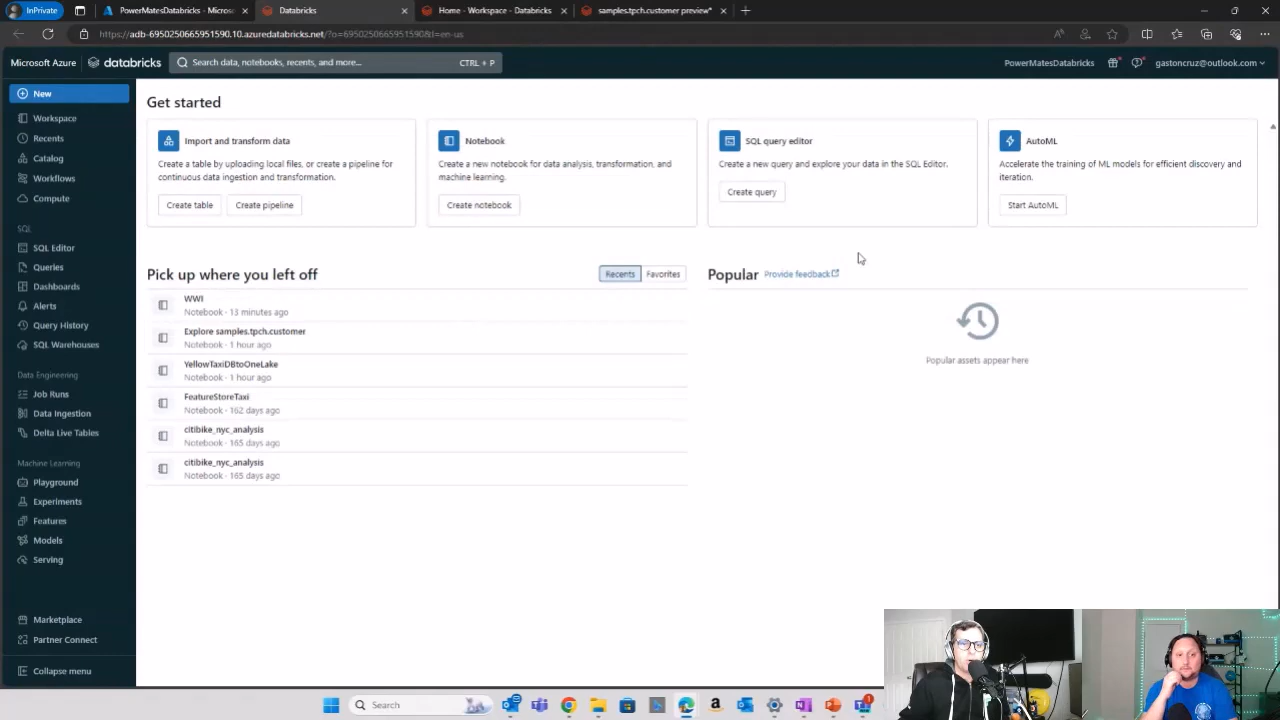 InPrivate
PowerMatesDatabricks - Micros
Databricks
Home - Workspace - Databricks
samples.tpch.customer preview*
https://adb-6950250665951590.10.azuredatabricks.net/?o=6950250665951590&l=en-us
Microsoft Azure
databricks
Search data, notebooks, recents, and more...
CTRL + P
PowerMatesDatabricks
gastoncruz@outlook.com
New
Workspace
Recents
Catalog
Workflows
Compute
SQL
SQL Editor
Queries
Dashboards
Alerts
Query History
SQL Warehouses
Data Engineering
Job Runs
Data Ingestion
Delta Live Tables
Machine Learning
Playground
Experiments
Features
Models
Serving
Marketplace
Partner Connect
Collapse menu
Get started
Import and transform data
Create a table by uploading local files, or create a pipeline for
continuous data ingestion and transformation.
Create table
Create pipeline
Notebook
Create a new notebook for data analysis, transformation, and
machine learning.
Create notebook
SQL query editor
Create a new query and explore your data in the SQL Editor.
Create query
AutoML
Accelerate the training of ML models for efficient discovery and
iteration.
Start AutoML
Pick up where you left off
Recents
Favorites
WWI
Notebook · 13 minutes ago
Explore samples.tpch.customer
Notebook · 1 hour ago
YellowTaxiDBtoOneLake
Notebook · 1 hour ago
FeatureStoreTaxi
Notebook · 162 days ago
citibike_nyc_analysis
Notebook · 165 days ago
citibike_nyc_analysis
Notebook · 165 days ago
Popular
Provide feedback
Popular assets appear here
Search